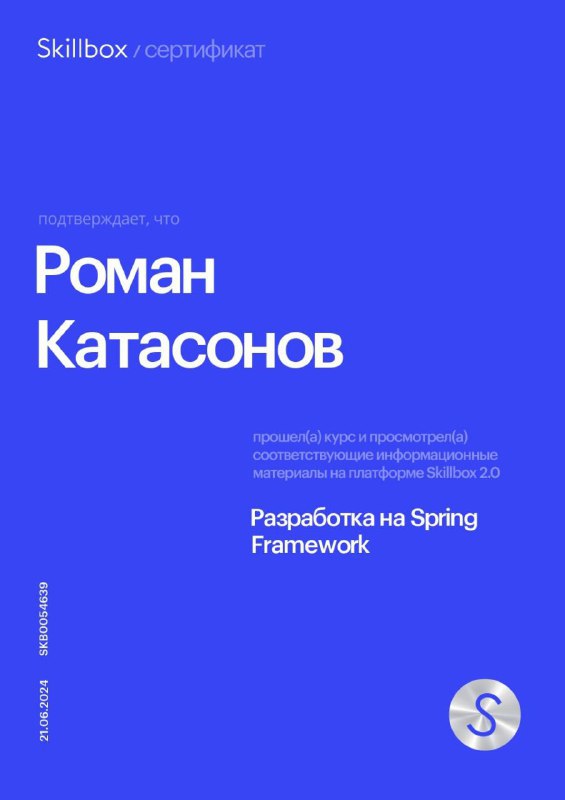 Skillbox / сертификат
подтверждает, что
Роман
Катасонов
прошел(а) курс и просмотрел(а)
соответствующие информационные
материалы на платформе Skillbox 2.0
Разработка на Spring
Framework
SKB0054639
21.06.2024
S